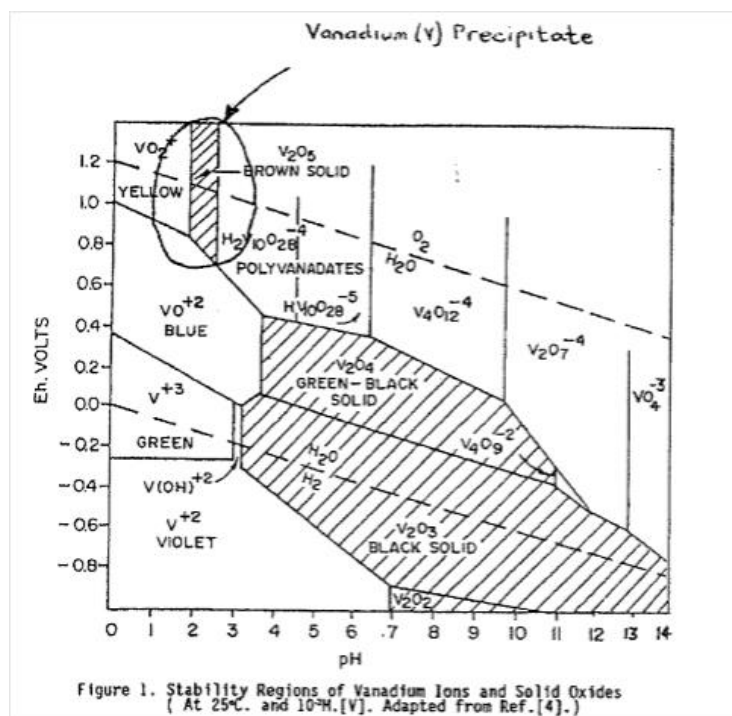 Vanadium (V) Precipitate
VO2+
YELLOW
V2O5
BROWN SOLID
H2V10O28-4
POLYVANADATES
HV10O28-5
O2
H2O
V4O12-4
V2O7-4
VO4-3
VO+2
BLUE
V2O4
GREEN-BLACK
SOLID
V4O9-2
V+3
GREEN
V(OH)+2
H2O
H2
V2O3
BLACK SOLID
V+2
VIOLET
V2O2
Eh. VOLTS
1.2
1.0
0.8
0.6
0.4
0.2
0.0
-0.2
-0.4
-0.6
-0.8
0 1 2 3 4 5 6 7 8 9 10 11 12 13 14
pH
Figure 1. Stability Regions of Vanadium Ions and Solid Oxides
( At 25°C. and 10-3M.[V]. Adapted from Ref.[4].)